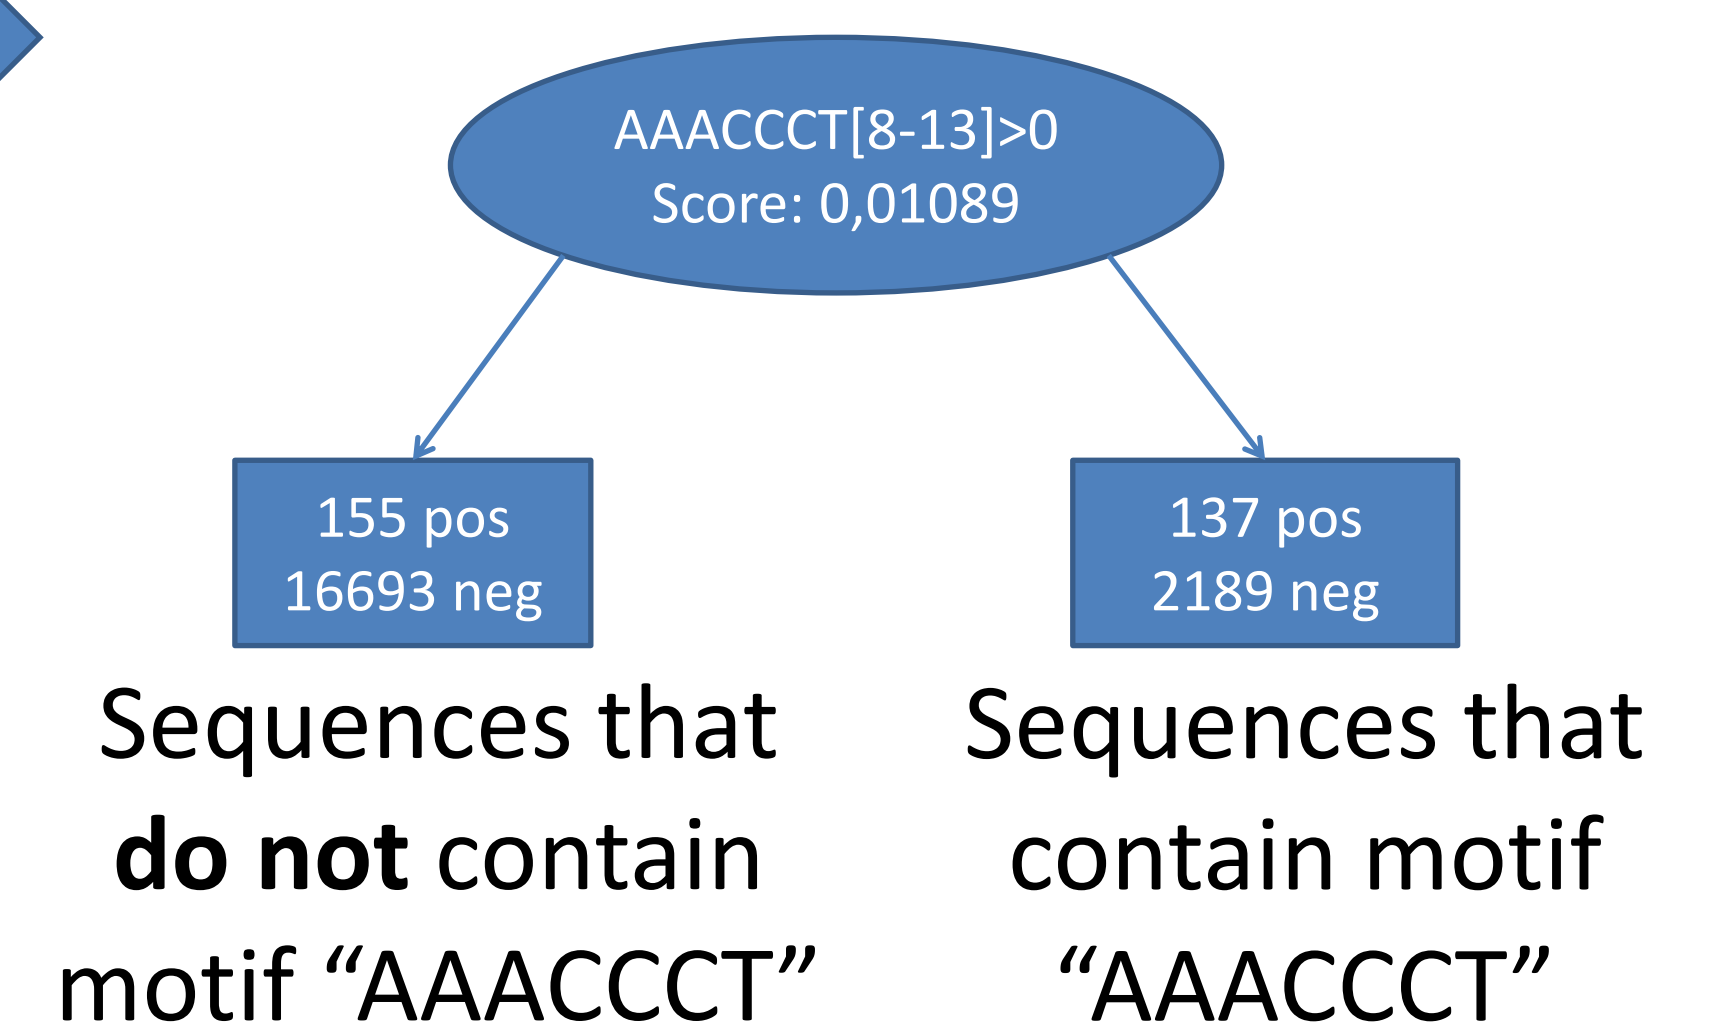 AAACCCT[8-13]>0
Score: 0,01089
155 pos
16693 neg
137 pos
2189 neg
Sequences that
do not contain
motif “AAACCCT”
Sequences that
contain motif
“AAACCCT”